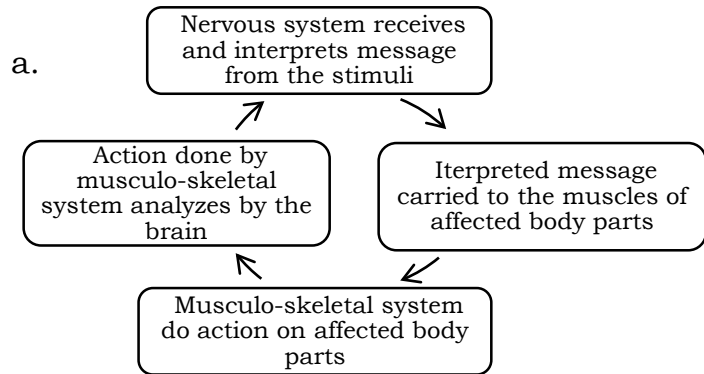 a.
Nervous system receives
and interprets message
from the stimuli
Iterpreted message
carried to the muscles of
affected body parts
Musculo-skeletal system
do action on affected body
parts
Action done by
musculo-skeletal
system analyzes by the
brain